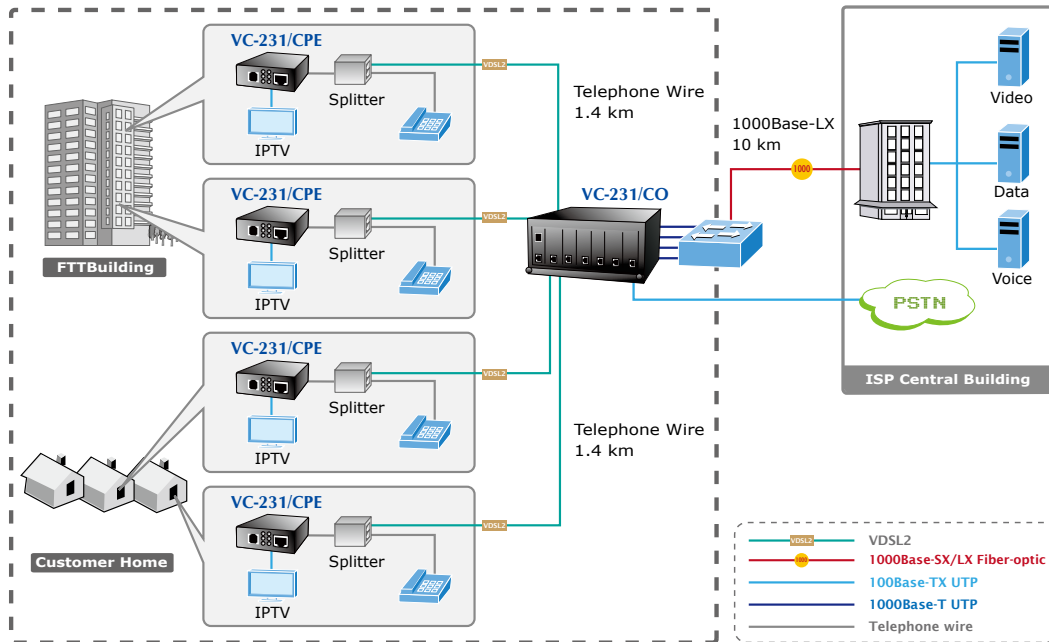 VC-231/CPE
Splitter
IPTV
VDSL2
Telephone Wire
1.4 km
VC-231/CPE
Splitter
IPTV
VDSL2
FTTBuilding
VC-231/CO
1000Base-LX
10 km
1000
Video
Data
Voice
PSTN
ISP Central Building
VC-231/CPE
Splitter
IPTV
VDSL2
Telephone Wire
1.4 km
VC-231/CPE
Splitter
IPTV
VDSL2
Customer Home
VDSL2
VDSL2
1000
1000Base-SX/LX Fiber-optic
100Base-TX UTP
1000Base-T UTP
Telephone wire